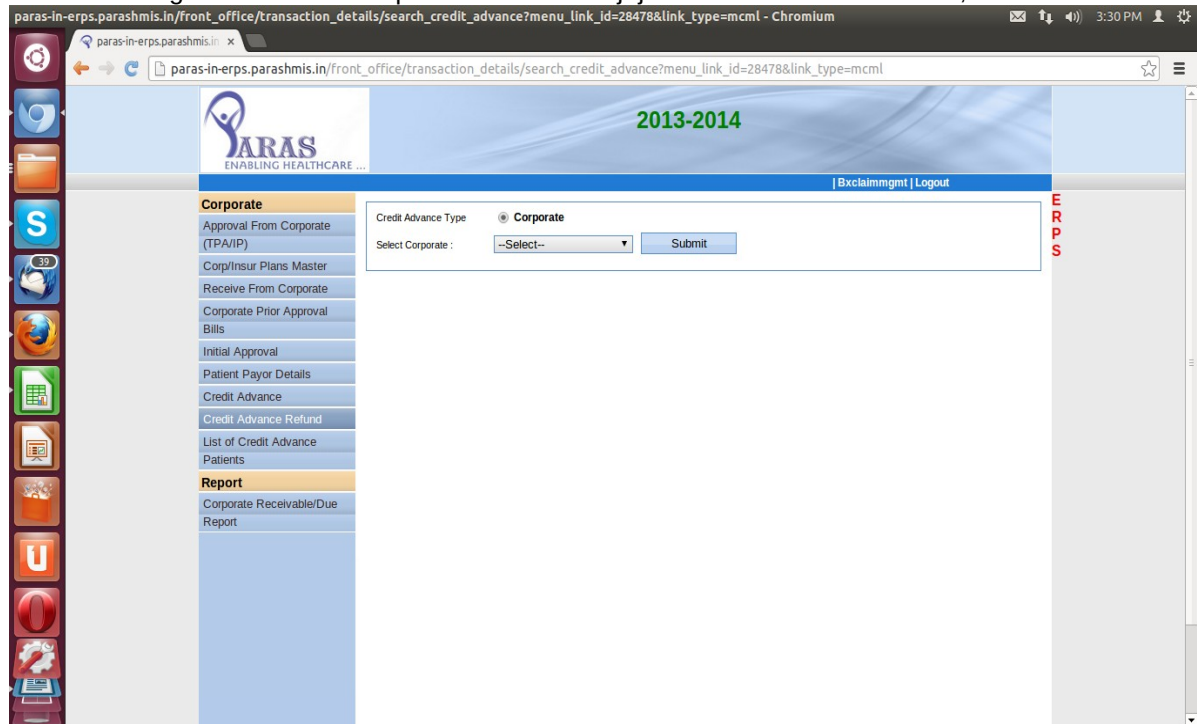 paras-in-erps.parashmis.in/front_office/transaction_details/search_credit_advance?menu_link_id=28478&link_type=mcml - Chromium
3:30 PM
paras-in-erps.parashmis.in ×
paras-in-erps.parashmis.in/front_office/transaction_details/search_credit_advance?menu_link_id=28478&link_type=mcml
PARAS
ENABLING HEALTHCARE ...
2013-2014
| Bxclaimmgmt | Logout
E
R
P
S
Corporate
Approval From Corporate
(TPA/IP)
Corp/Insur Plans Master
Receive From Corporate
Corporate Prior Approval
Bills
Initial Approval
Patient Payor Details
Credit Advance
Credit Advance Refund
List of Credit Advance
Patients
Report
Corporate Receivable/Due
Report
Credit Advance Type Corporate
Select Corporate : --Select-- Submit
39